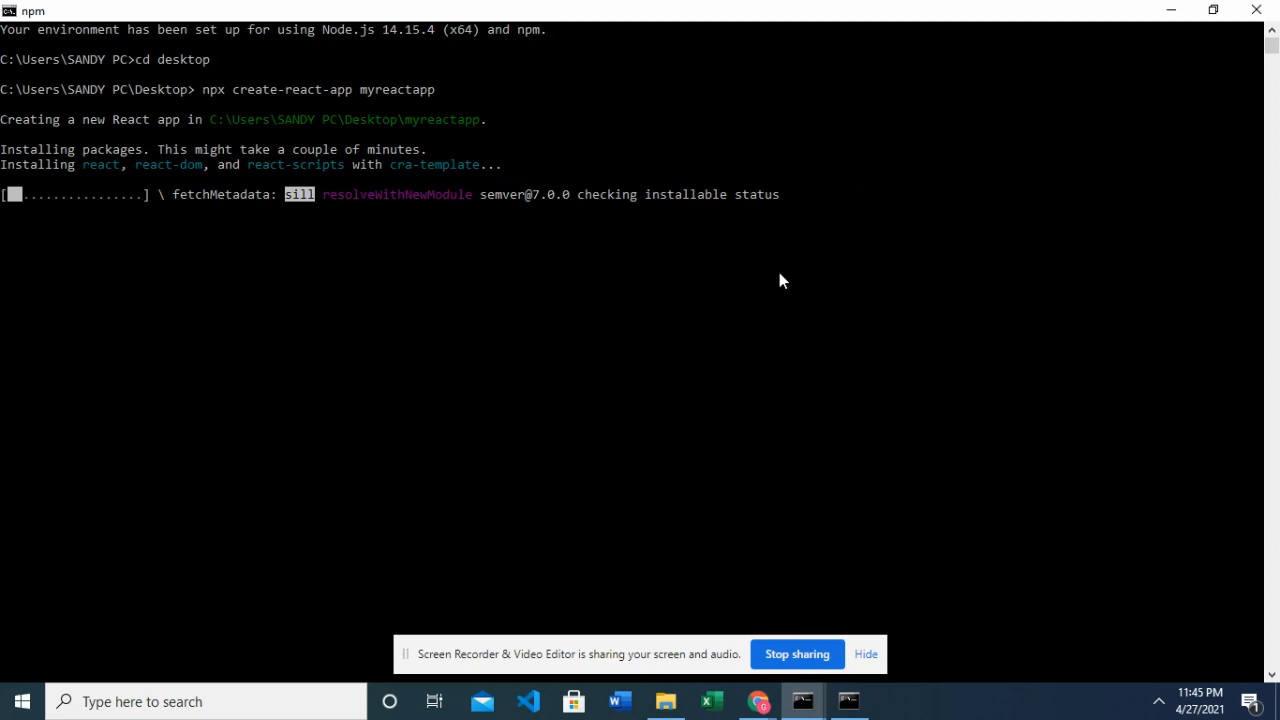 npm
Your environment has been set up for using Node.js 14.15.4 (x64) and npm.
C:\Users\SANDY PC>cd desktop
C:\Users\SANDY PC\Desktop> npx create-react-app myreactapp
Creating a new React app in C:\Users\SANDY PC\Desktop\myreactapp.
Installing packages. This might take a couple of minutes.
Installing react, react-dom, and react-scripts with cra-template...
[ ................] \ fetchMetadata: sill resolveWithNewModule semver@7.0.0 checking installable status
Screen Recorder & Video Editor is sharing your screen and audio. Stop sharing Hide
Type here to search
11:45 PM
4/27/2021
1